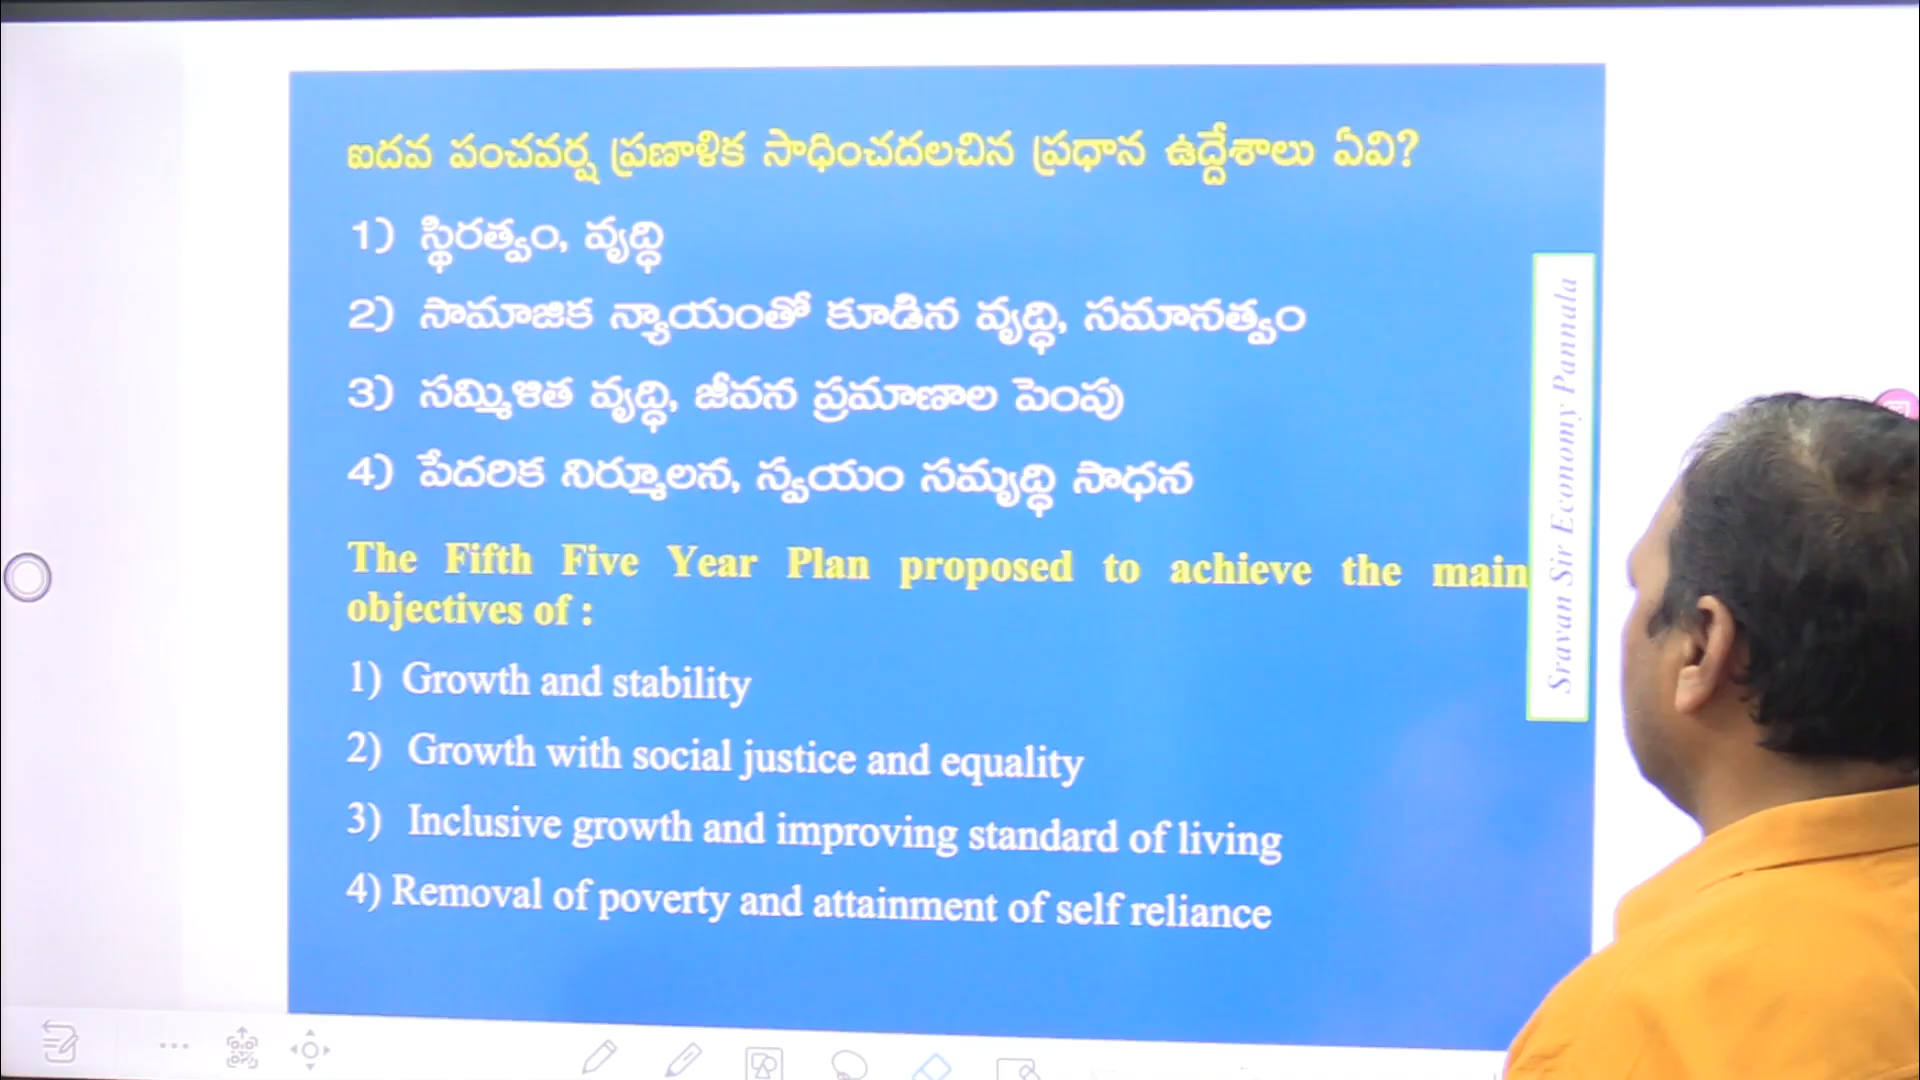 ఐదవ పంచవర్ష ప్రణాళిక సాధించదలచిన ప్రధాన ఉద్దేశాలు ఏవి?
1) స్థిరత్వం, వృద్ధి
2) సామాజిక న్యాయంతో కూడిన వృద్ధి, సమానత్వం
3) సమ్మిళిత వృద్ధి, జీవన ప్రమాణాల పెంపు
4) పేదరిక నిర్మూలన, స్వయం సమృద్ధి సాధన
The Fifth Five Year Plan proposed to achieve the main
objectives of :
1) Growth and stability
2) Growth with social justice and equality
3) Inclusive growth and improving standard of living
4) Removal of poverty and attainment of self reliance
Sravan Sir Economy Pannala